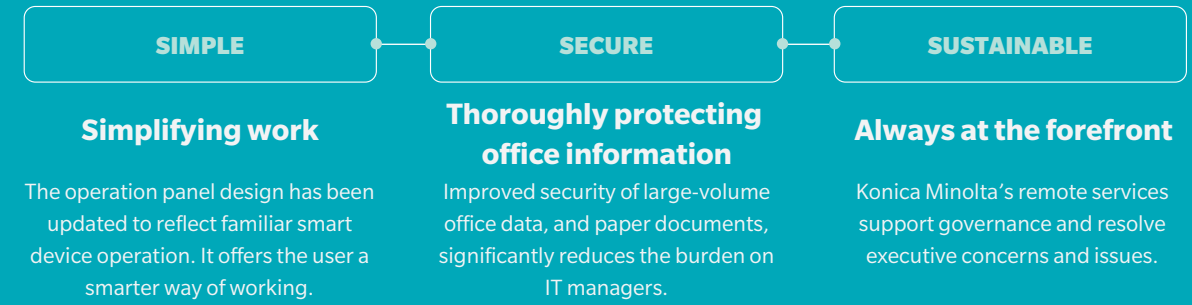 SIMPLE
Simplifying work
The operation panel design has been
updated to reflect familiar smart
device operation. It offers the user a
smarter way of working.
SECURE
Thoroughly protecting
office information
Improved security of large-volume
office data, and paper documents,
significantly reduces the burden on
IT managers.
SUSTAINABLE
Always at the forefront
Konica Minolta’s remote services
support governance and resolve
executive concerns and issues.